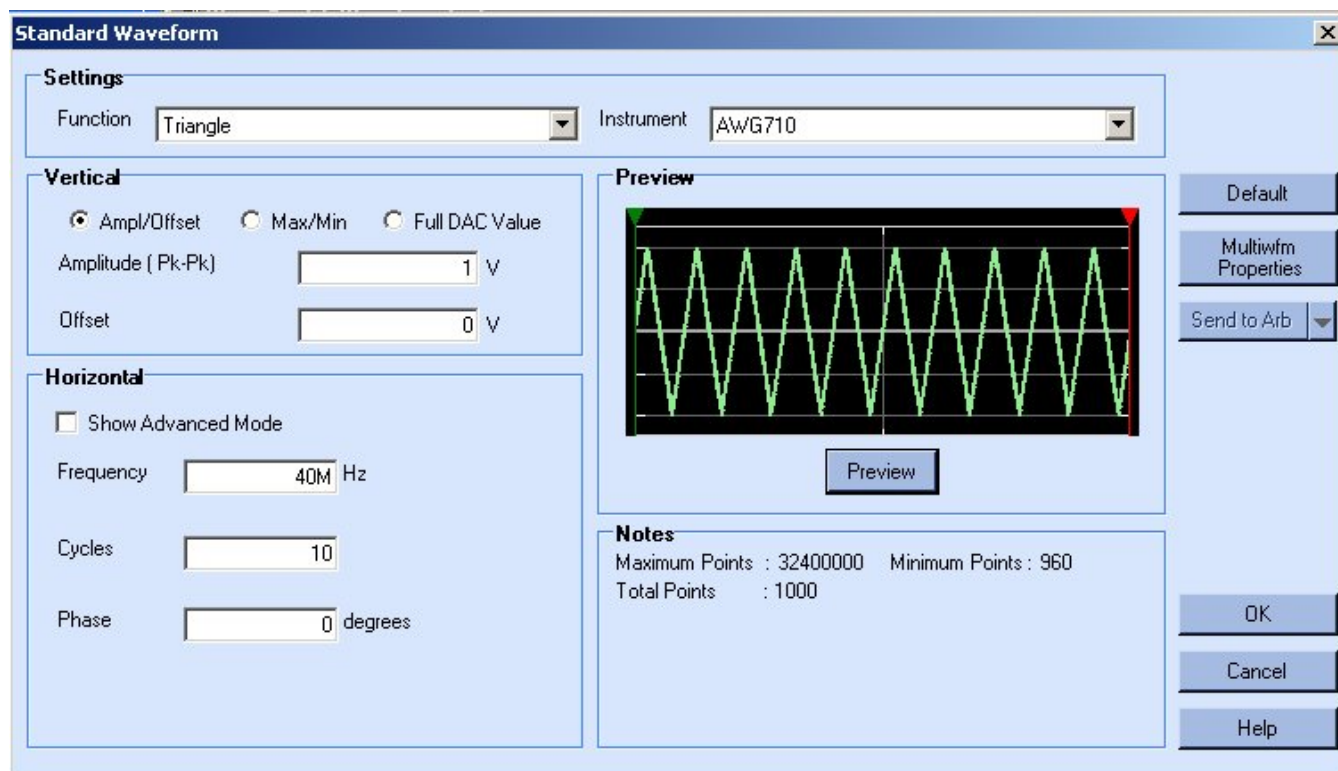 Standard Waveform
Settings
Function Triangle Instrument AWG710
Vertical
Ampl/Offset Max/Min Full DAC Value
Amplitude ( Pk-Pk) 1 V
Offset 0 V
Horizontal
Show Advanced Mode
Frequency 40M Hz
Cycles 10
Phase 0 degrees
Preview
Preview
Notes
Maximum Points : 32400000 Minimum Points : 960
Total Points : 1000
Default
Multiwfm
Properties
Send to Arb
OK
Cancel
Help